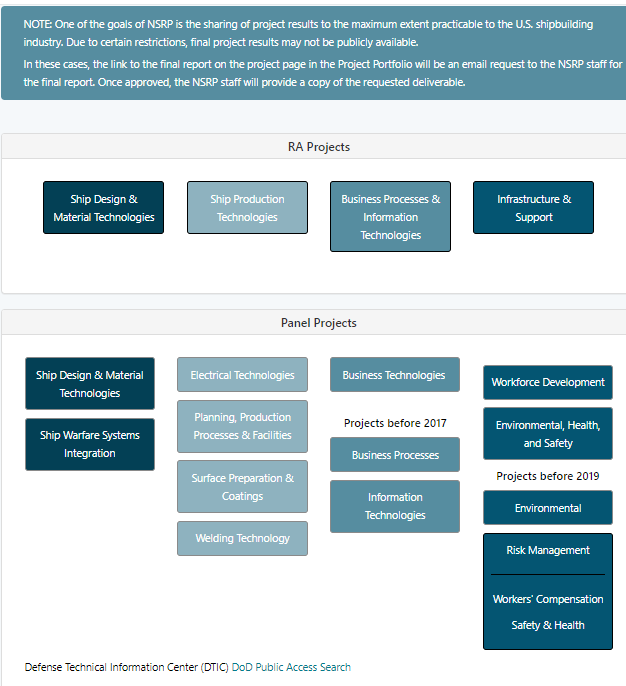 NOTE: One of the goals of NSRP is the sharing of project results to the maximum extent practicable to the U.S. shipbuilding
industry. Due to certain restrictions, final project results may not be publicly available.
In these cases, the link to the final report on the project page in the Project Portfolio will be an email request to the NSRP staff for
the final report. Once approved, the NSRP staff will provide a copy of the requested deliverable.
RA Projects
Ship Design &
Material Technologies
Ship Production
Technologies
Business Processes &
Information
Technologies
Infrastructure &
Support
Panel Projects
Ship Design & Material
Technologies
Ship Warfare Systems
Integration
Electrical Technologies
Planning, Production
Processes & Facilities
Surface Preparation &
Coatings
Welding Technology
Business Technologies
Projects before 2017
Business Processes
Information
Technologies
Workforce Development
Environmental, Health,
and Safety
Projects before 2019
Environmental
Risk Management
Workers' Compensation
Safety & Health
Defense Technical Information Center (DTIC) DoD Public Access Search